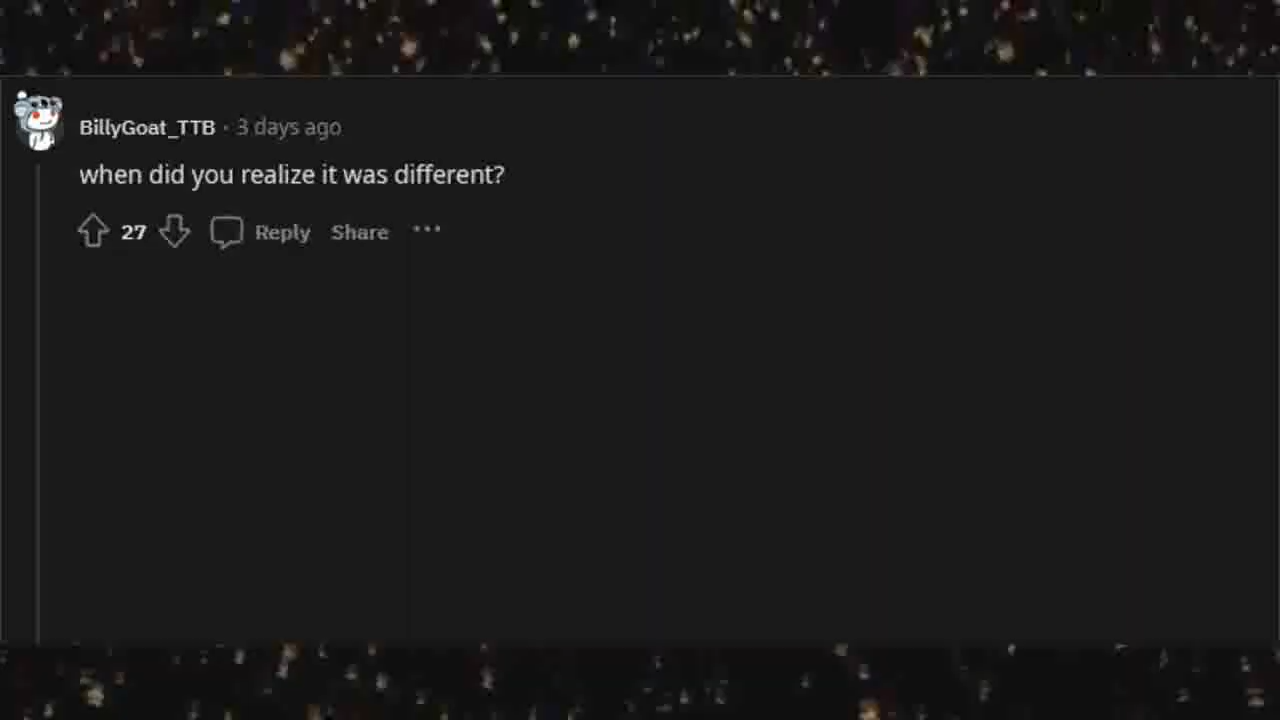 BillyGoat_TTB · 3 days ago
when did you realize it was different?
27 Reply Share ···